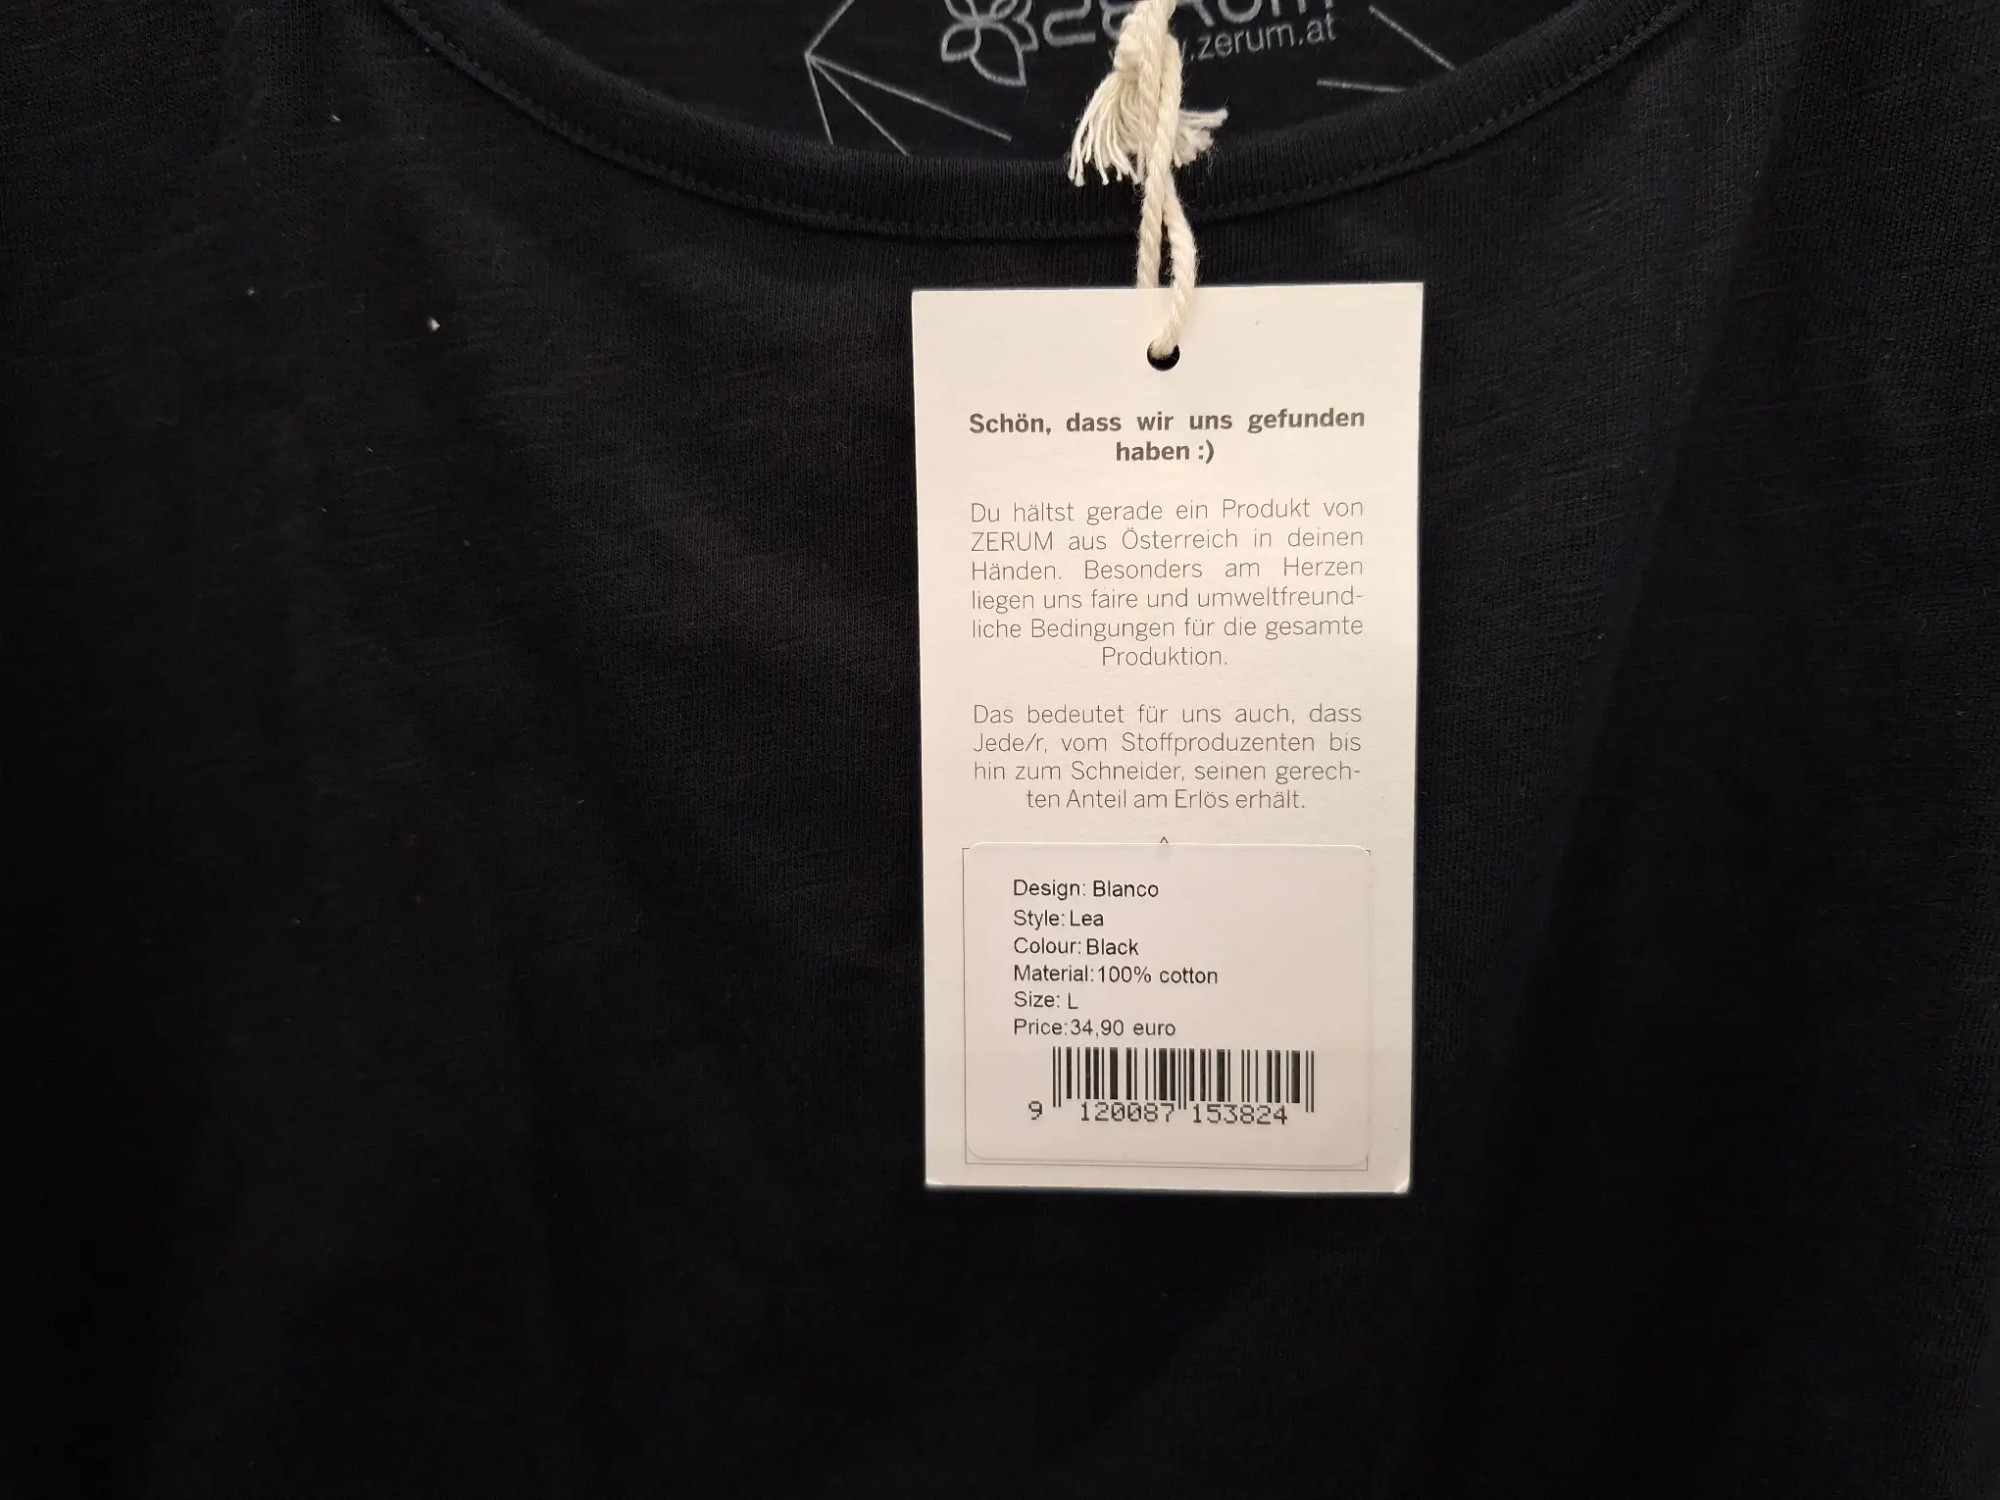 zerum.at
Schön, dass wir uns gefunden
haben :)
Du hältst gerade ein Produkt von
ZERUM aus Österreich in deinen
Händen. Besonders am Herzen
liegen uns faire und umweltfreund-
liche Bedingungen für die gesamte
Produktion.
Das bedeutet für uns auch, dass
Jede/r, vom Stoffproduzenten bis
hin zum Schneider, seinen gerech-
ten Anteil am Erlös erhält.
Design: Blanco
Style: Lea
Colour: Black
Material: 100% cotton
Size: L
Price: 34,90 euro
9 120087 153824